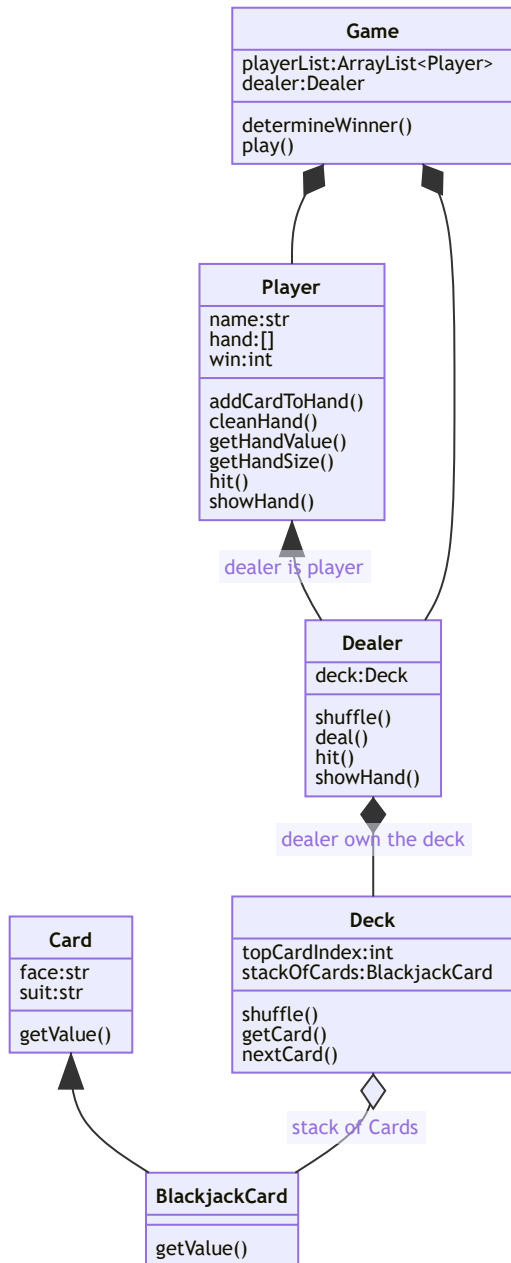 Game
playerList:ArrayList<Player>
dealer:Dealer
determineWinner()
play()
Player
name:str
hand:[]
win:int
addCardToHand()
cleanHand()
getHandValue()
getHandSize()
hit()
showHand()
dealer is player
Dealer
deck:Deck
shuffle()
deal()
hit()
showHand()
dealer own the deck
Deck
topCardIndex:int
stackOfCards:BlackjackCard
shuffle()
getCard()
nextCard()
Card
face:str
suit:str
getValue()
stack of Cards
BlackjackCard
getValue()